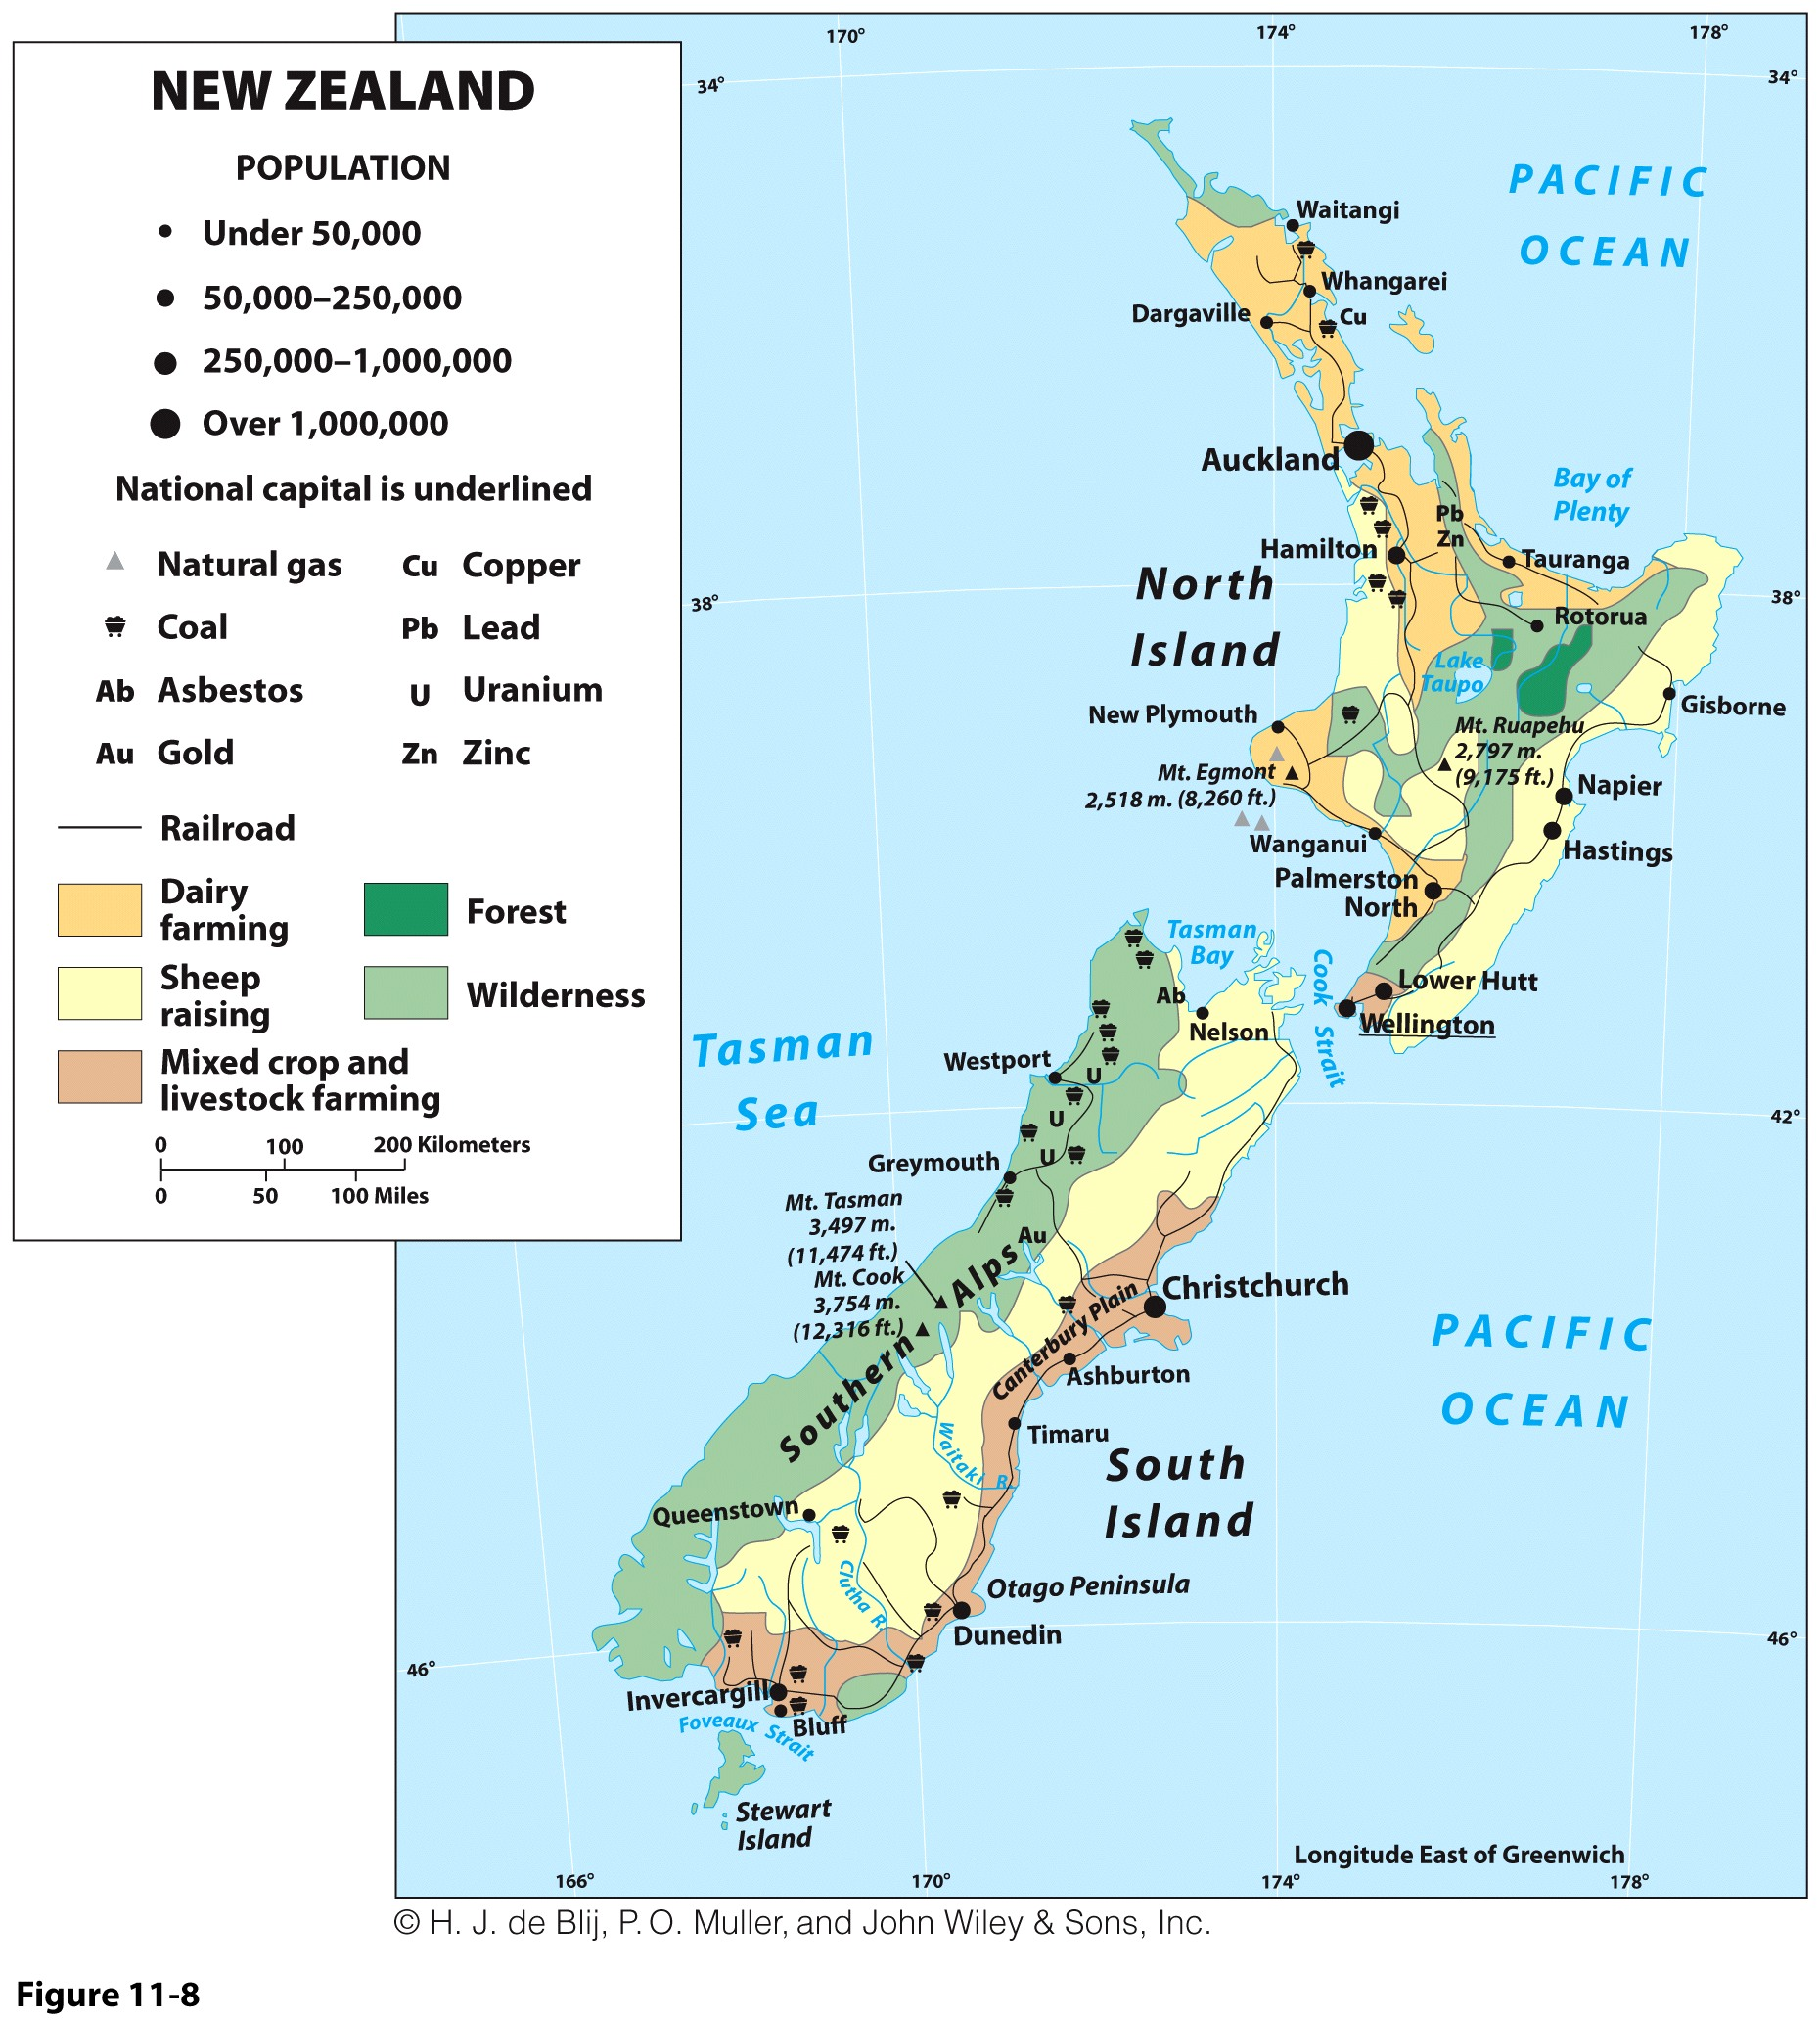 NEW ZEALAND
POPULATION
Under 50,000
50,000–250,000
250,000–1,000,000
Over 1,000,000
National capital is underlined
Natural gas
Cu Copper
Coal
Pb Lead
Ab Asbestos
U Uranium
Au Gold
Zn Zinc
Railroad
Dairy
farming
Forest
Sheep
raising
Wilderness
Mixed crop and
livestock farming
0 100 200 Kilometers
0 50 100 Miles
170°
174°
178°
34°
34°
PACIFIC
OCEAN
Waitangi
Whangarei
Dargaville
Cu
Auckland
Bay of
Plenty
Pb
Zn
Hamilton
Tauranga
North
Island
38°
38°
Rotorua
Lake
Taupo
New Plymouth
Gisborne
Mt. Ruapehu
2,797 m.
(9,175 ft.)
Mt. Egmont
2,518 m. (8,260 ft.)
Napier
Wanganui
Hastings
Palmerston
North
Tasman
Bay
Cook Strait
Lower Hutt
Wellington
Ab
Nelson
Tasman
Sea
Westport
U
U
U
42°
Greymouth
Mt. Tasman
3,497 m.
(11,474 ft.)
Au
Mt. Cook
3,754 m.
(12,316 ft.)
Southern Alps
Christchurch
Canterbury Plain
Ashburton
PACIFIC
OCEAN
Timaru
Waitaki R.
South
Island
Queenstown
Clutha R.
Otago Peninsula
Dunedin
46°
46°
Invercargill
Bluff
Foveaux Strait
Stewart
Island
Longitude East of Greenwich
166°
170°
174°
178°
© H. J. de Blij, P. O. Muller, and John Wiley & Sons, Inc.
Figure 11-8